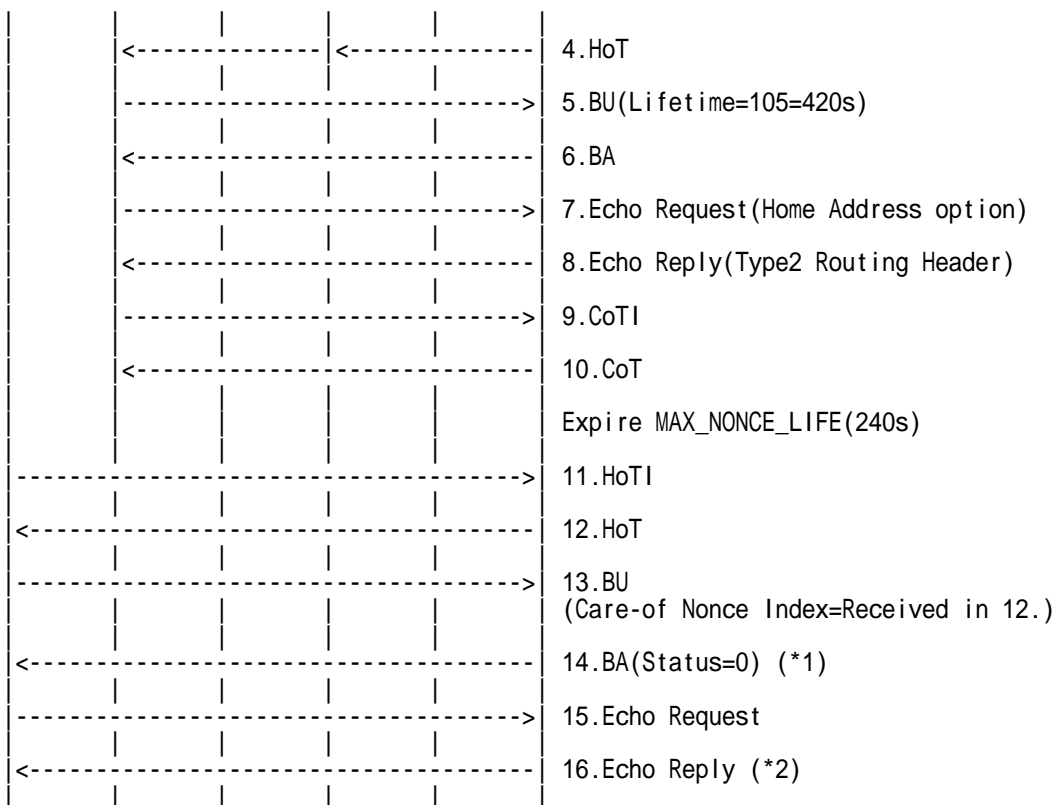 4.HoT
5.BU(Lifetime=105=420s)
6.BA
7.Echo Request(Home Address option)
8.Echo Reply(Type2 Routing Header)
9.CoTI
10.CoT
Expire MAX_NONCE_LIFE(240s)
11.HoTI
12.HoT
13.BU
(Care-of Nonce Index=Received in 12.)
14.BA(Status=0) (*1)
15.Echo Request
16.Echo Reply (*2)